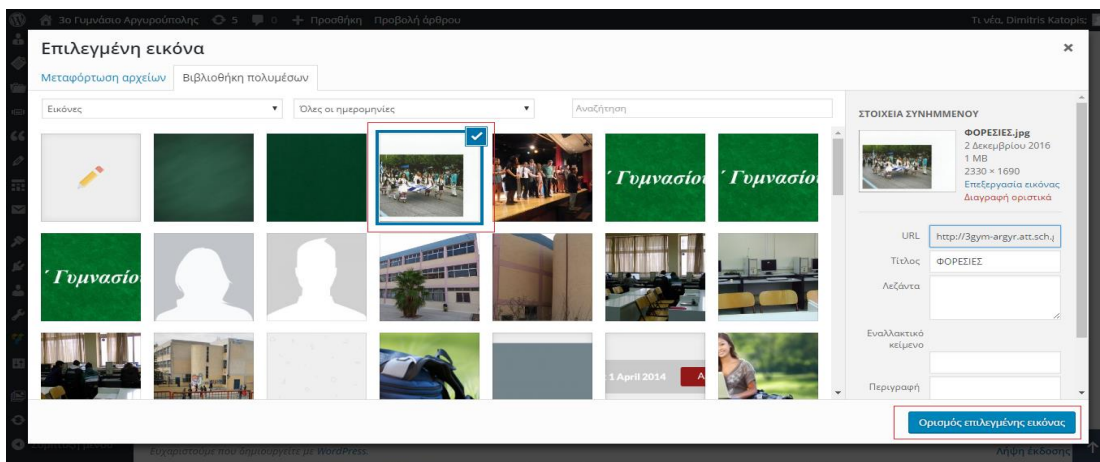 3ο Γυμνάσιο Αργυρούπολης 5 0 + Προσθήκη Προβολή άρθρου Τι νέα, Dimitris Katopis;
Επιλεγμένη εικόνα ×
Μεταφόρτωση αρχείων Βιβλιοθήκη πολυμέσων
Εικόνες Όλες οι ημερομηνίες Αναζήτηση
ΣΤΟΙΧΕΙΑ ΣΥΝΗΜΜΕΝΟΥ
ΦΟΡΕΣΙΕΣ.jpg
2 Δεκεμβρίου 2016
1 MB
2330 × 1690
Επεξεργασία εικόνας
Διαγραφή οριστικά
΄ Γυμνασίου ΄ Γυμνασίου
URL http://3gym-argyr.att.sch.g
Τίτλος ΦΟΡΕΣΙΕΣ
΄ Γυμνασίο
Λεζάντα
Εναλλακτικό
κείμενο
1 April 2014 A
Περιγραφή
Ορισμός επιλεγμένης εικόνας
Ευχαριστούμε που δημιουργείτε με WordPress. Λήψη έκδοσης